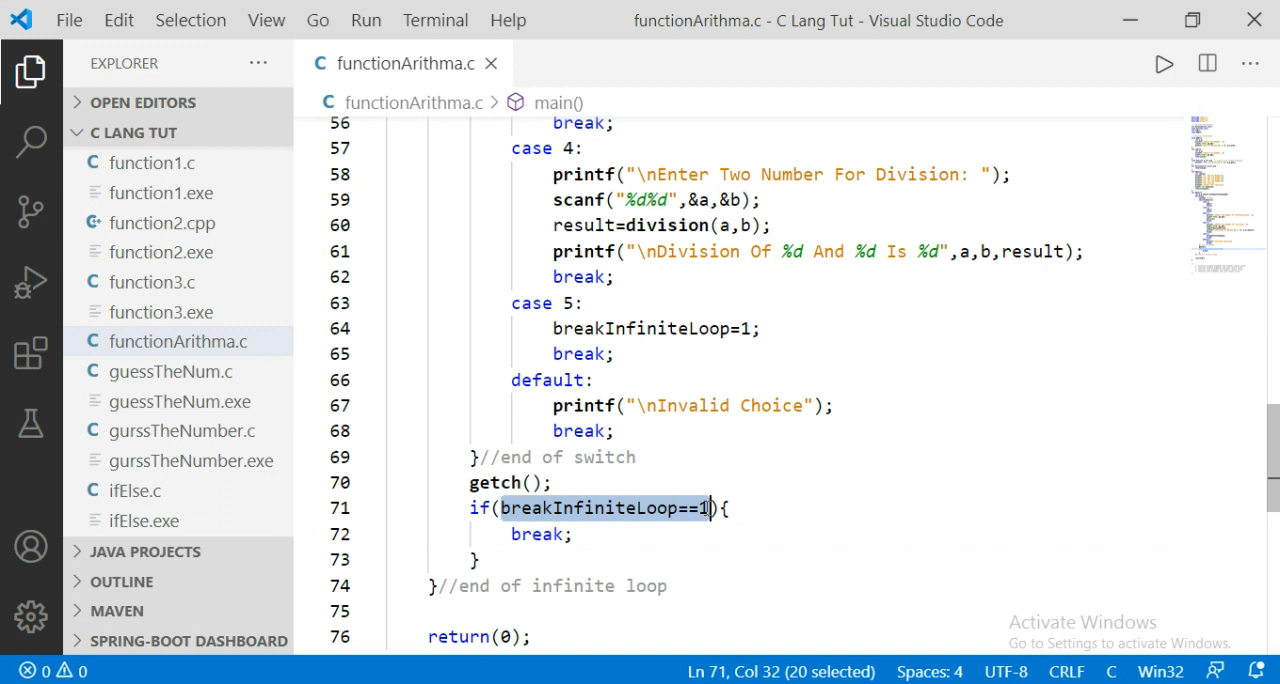 File Edit Selection View Go Run Terminal Help functionArithma.c - C Lang Tut - Visual Studio Code
EXPLORER ...
OPEN EDITORS
C LANG TUT
C function1.c
function1.exe
function2.cpp
function2.exe
C function3.c
function3.exe
C functionArithma.c
C guessTheNum.c
guessTheNum.exe
C gurssTheNumber.c
gurssTheNumber.exe
C ifElse.c
ifElse.exe
JAVA PROJECTS
OUTLINE
MAVEN
SPRING-BOOT DASHBOARD
C functionArithma.c
C functionArithma.c > main()
56 break;
57 case 4:
58 printf("\nEnter Two Number For Division: ");
59 scanf("%d%d",&a,&b);
60 result=division(a,b);
61 printf("\nDivision Of %d And %d Is %d",a,b,result);
62 break;
63 case 5:
64 breakInfiniteLoop=1;
65 break;
66 default:
67 printf("\nInvalid Choice");
68 break;
69 }//end of switch
70 getch();
71 if(breakInfiniteLoop==1){
72 break;
73 }
74 }//end of infinite loop
75
76 return(0);
Activate Windows
Go to Settings to activate Windows.
0 0 Ln 71, Col 32 (20 selected) Spaces: 4 UTF-8 CRLF C Win32